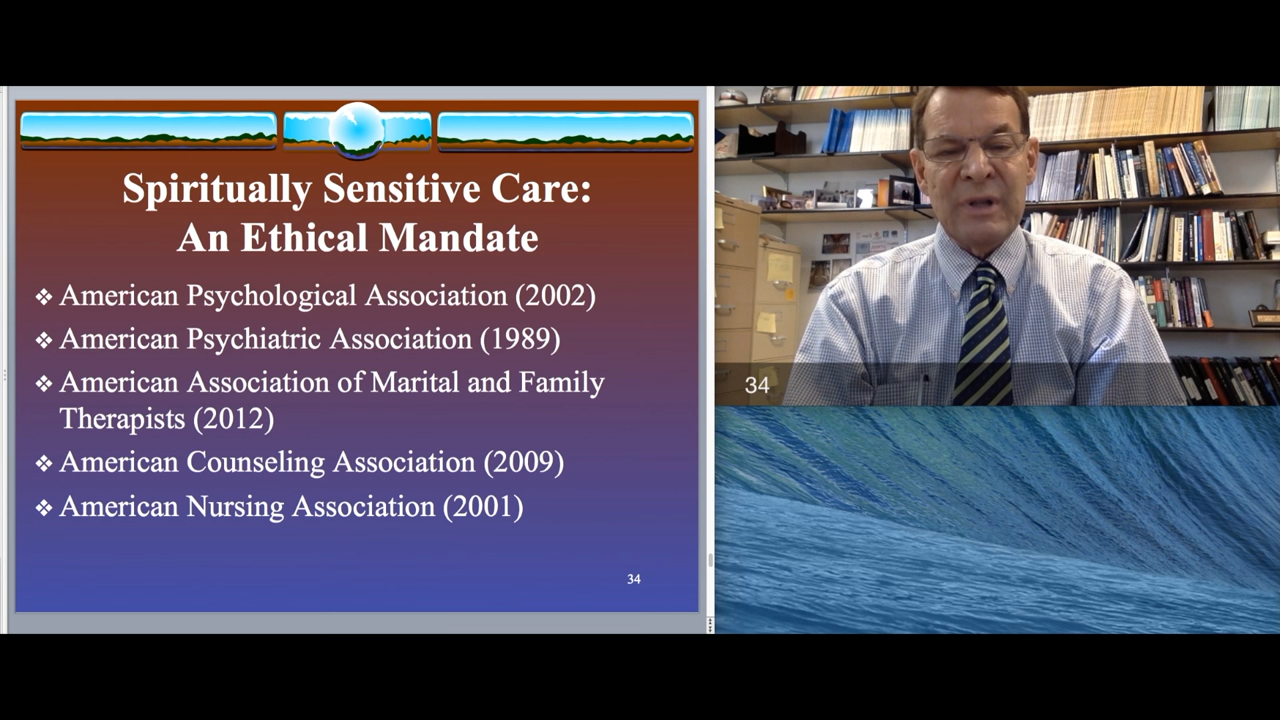 Spiritually Sensitive Care:
An Ethical Mandate
❖ American Psychological Association (2002)
❖ American Psychiatric Association (1989)
❖ American Association of Marital and Family
Therapists (2012)
❖ American Counseling Association (2009)
❖ American Nursing Association (2001)
34
34